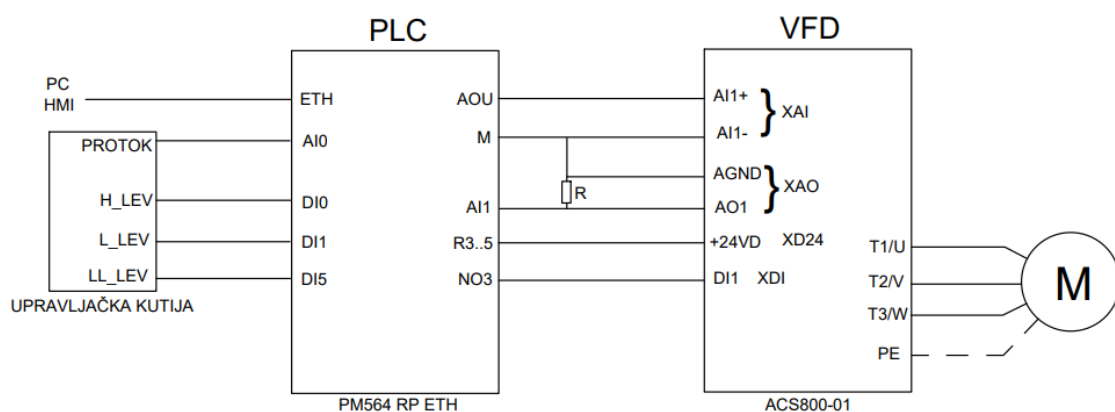 PLC
VFD
PC
HMI
ETH
AOU
AI1+
XAI
PROTOK
AI0
M
AI1-
AGND
XAO
H_LEV
DI0
R
AI1
AO1
L_LEV
DI1
R3..5
+24VD
XD24
T1/U
LL_LEV
DI5
NO3
DI1
XDI
T2/V
M
T3/W
UPRAVLJAČKA KUTIJA
PE
PM564 RP ETH
ACS800-01